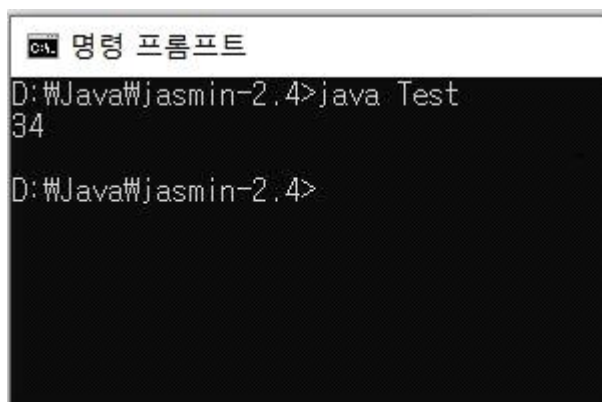 명령 프롬프트
D:₩Java₩jasmin-2.4>java Test
34
D:₩Java₩jasmin-2.4>